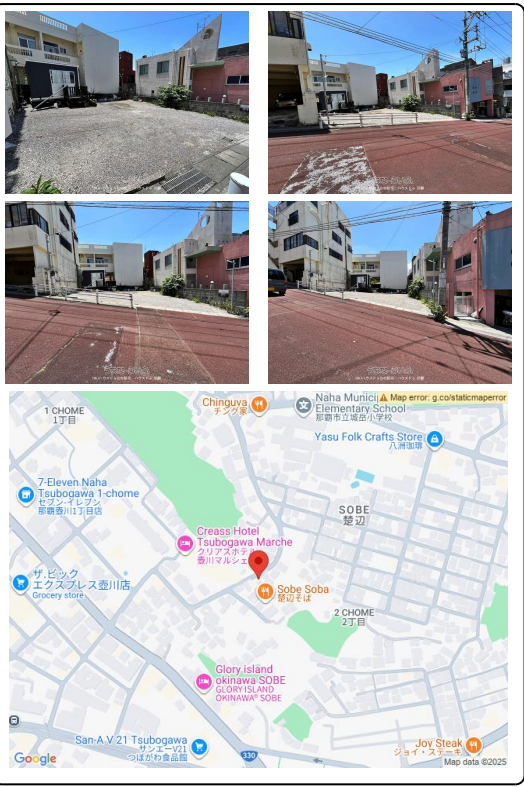 Chinguya
チング家
Naha Munici
Elementary School
那覇市立城岳小学校
Map error: g.co/staticmaperror
1 CHOME
1丁目
Yasu Folk Crafts Store
八洲珈琲
7-Eleven Naha
Tsubogawa 1-chome
セブン-イレブン
那覇壺川1丁目店
SOBE
楚辺
Creass Hotel
Tsubogawa Marche
クリアスホテル
壺川マルシェ
ザ・ビッグ
エクスプレス壺川店
Grocery store
Sobe Soba
楚辺そば
2 CHOME
2丁目
Glory island
okinawa SOBE
GLORY ISLAND
OKINAWA® SOBE
San-A V 21 Tsubogawa
サンエーV21
つぼがわ食品館
330
Joy Steak
ジョイ・ステーキ
Google
Map data ©2025